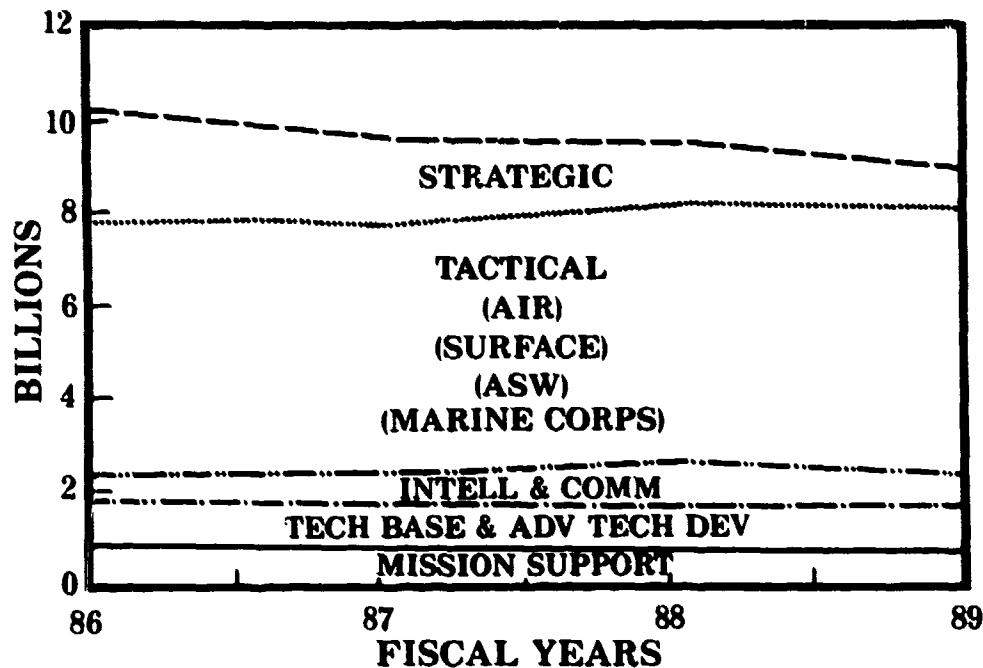 12
10
8
6
4
2
0
BILLIONS
STRATEGIC
TACTICAL
(AIR)
(SURFACE)
(ASW)
(MARINE CORPS)
INTELL & COMM
TECH BASE & ADV TECH DEV
MISSION SUPPORT
86 87 88 89
FISCAL YEARS